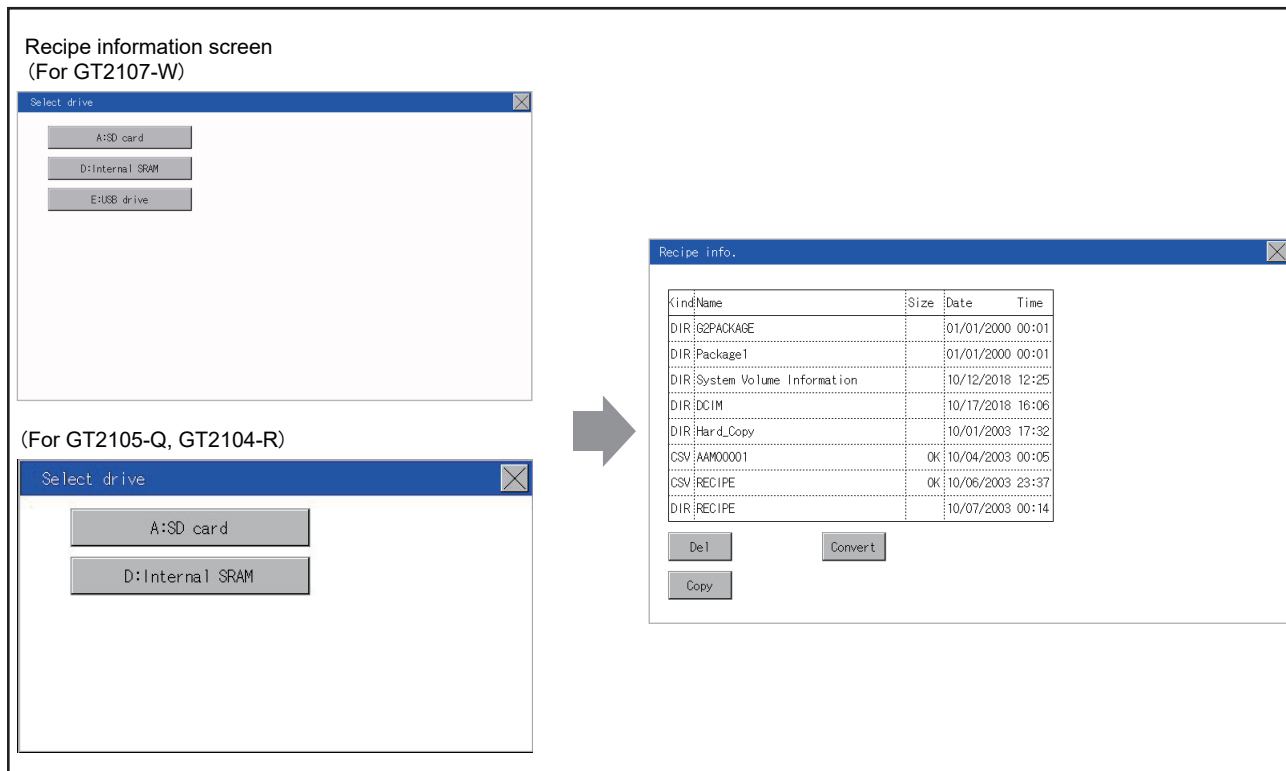 Recipe information screen
(For GT2107-W)
Select drive
A:SD card
D:Internal SRAM
E:USB drive
(For GT2105-Q, GT2104-R)
Select drive
A:SD card
D:Internal SRAM
Recipe info.
Kind Name Size Date Time
DIR G2PACKAGE 01/01/2000 00:01
DIR Package1 01/01/2000 00:01
DIR System Volume Information 10/12/2018 12:25
DIR DCIM 10/17/2018 16:06
DIR Hard_Copy 10/01/2003 17:32
CSV AAM00001 0K 10/04/2003 00:05
CSV RECIPE 0K 10/06/2003 23:37
DIR RECIPE 10/07/2003 00:14
Del Convert
Copy